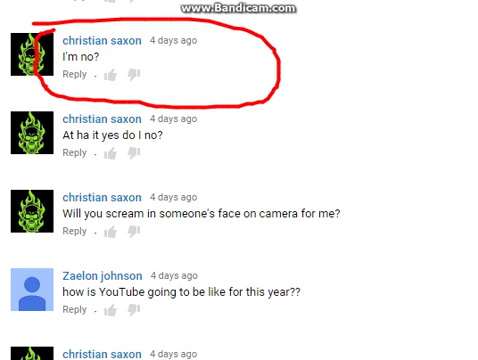 www.Bandicam.com
christian saxon 4 days ago
I'm no?
Reply
christian saxon 4 days ago
At ha it yes do I no?
Reply
christian saxon 4 days ago
Will you scream in someone's face on camera for me?
Reply
Zaelon johnson 4 days ago
how is YouTube going to be like for this year??
Reply
christian saxon 4 days ago